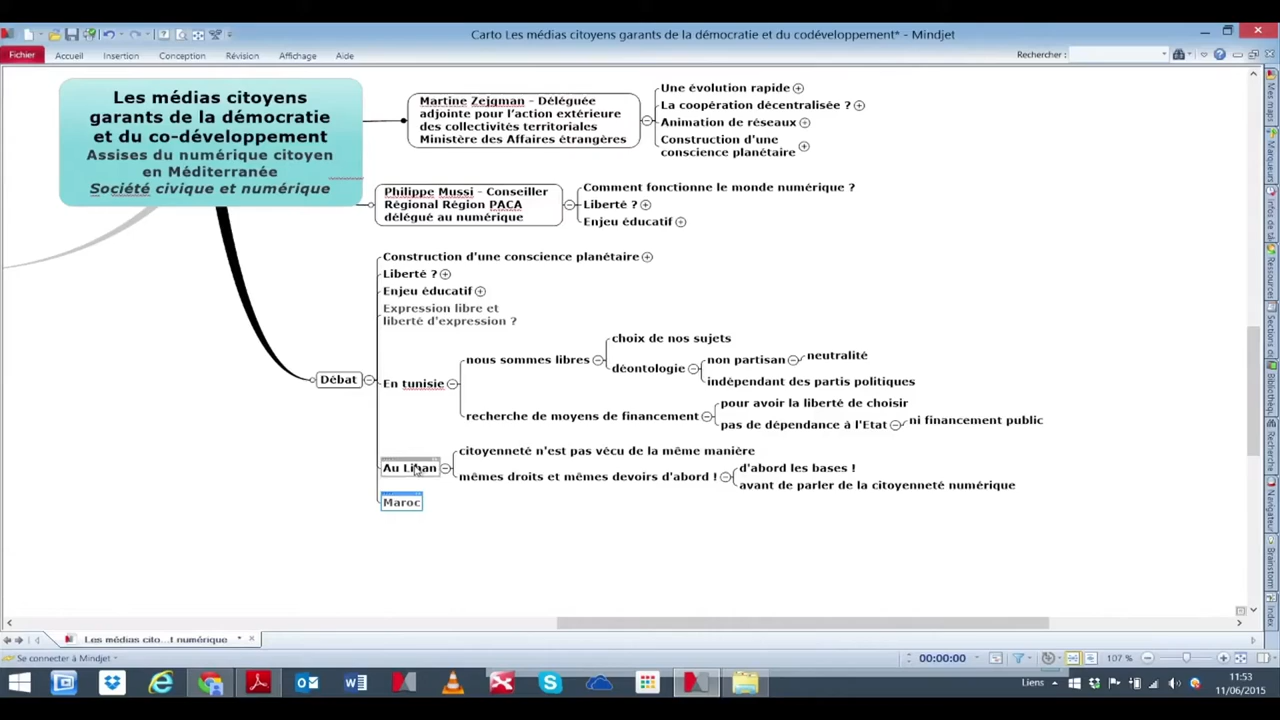 Carto Les médias citoyens garants de la démocratie et du codéveloppement* - Mindjet
Fichier Accueil Insertion Conception Révision Affichage Aide Rechercher :
Les médias citoyens
garants de la démocratie
et du co-développement
Assises du numérique citoyen
en Méditerranée
Société civique et numérique
Martine Zejgman - Déléguée
adjointe pour l'action extérieure
des collectivités territoriales
Ministère des Affaires étrangères
Une évolution rapide
La coopération décentralisée ?
Animation de réseaux
Construction d'une
conscience planétaire
Philippe Mussi - Conseiller
Régional Région PACA
délégué au numérique
Comment fonctionne le monde numérique ?
Liberté ?
Enjeu éducatif
Débat
Construction d'une conscience planétaire
Liberté ?
Enjeu éducatif
Expression libre et
liberté d'expression ?
En tunisie
nous sommes libres
choix de nos sujets
déontologie
non partisan
neutralité
indépendant des partis politiques
recherche de moyens de financement
pour avoir la liberté de choisir
pas de dépendance à l'Etat
ni financement public
Au Liban
citoyenneté n'est pas vécu de la même manière
mêmes droits et mêmes devoirs d'abord !
d'abord les bases !
avant de parler de la citoyenneté numérique
Maroc
Mes maps
Marqueurs
Ressources
Index
Les médias cito...t numérique *
Se connecter à Mindjet
00:00:00
107 %
Liens
11:53
11/06/2015